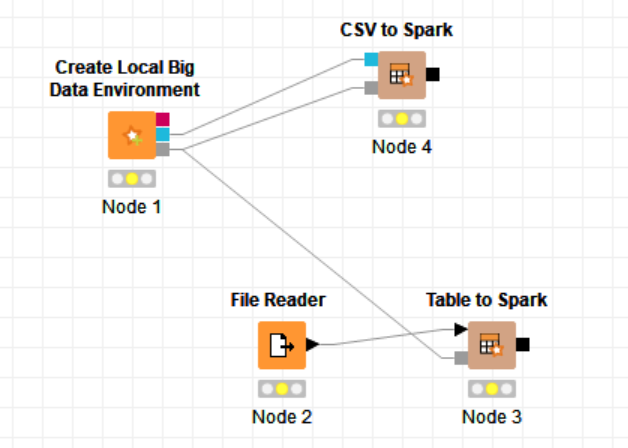 CSV to Spark
Create Local Big
Data Environment
Node 4
Node 1
File Reader
Table to Spark
Node 2
Node 3